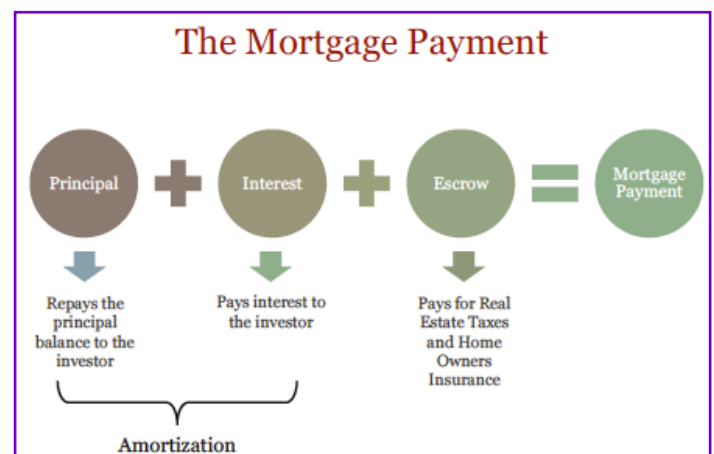 The Mortgage Payment
Principal
Interest
Escrow
Mortgage
Payment
Repays the
principal
balance to the
investor
Pays interest to
the investor
Pays for Real
Estate Taxes
and Home
Owners
Insurance
Amortization